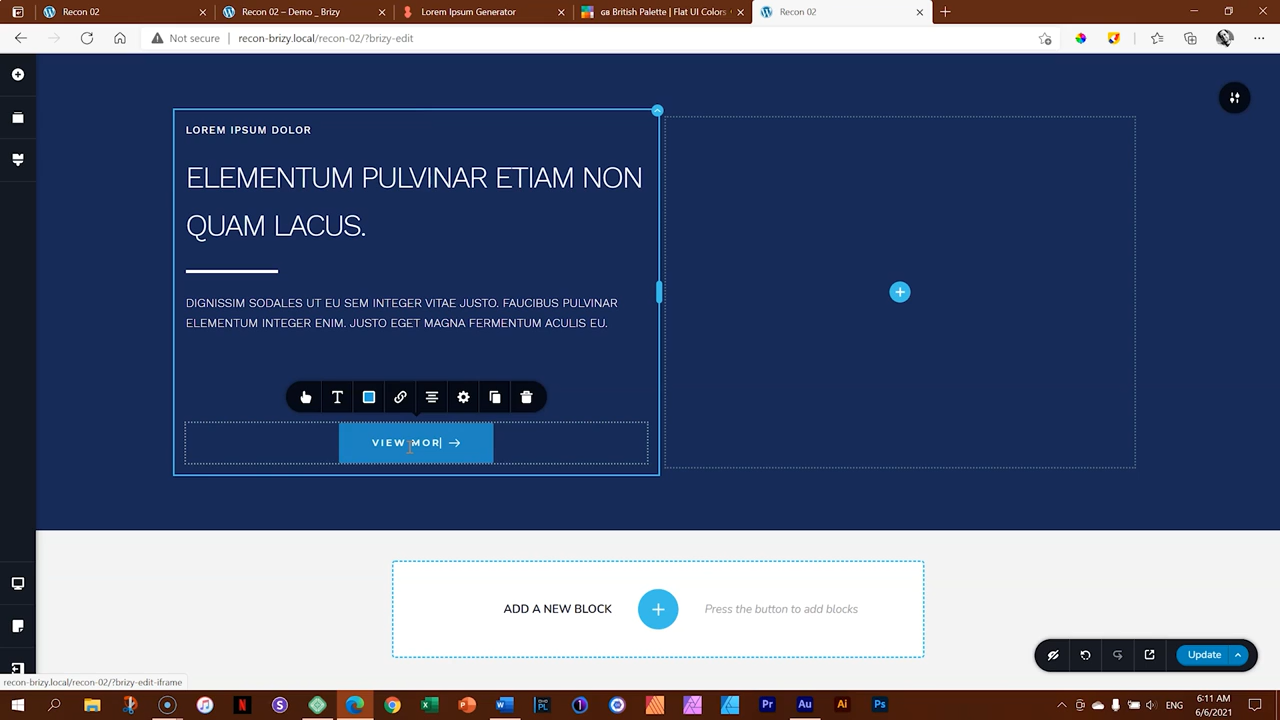 Recon 02
Recon 02 – Demo _ Brizy
Lorem Ipsum Generator
GB British Palette | Flat UI Colors
Recon 02
Not secure
recon-brizy.local/recon-02/?brizy-edit
LOREM IPSUM DOLOR
ELEMENTUM PULVINAR ETIAM NON
QUAM LACUS.
DIGNISSIM SODALES UT EU SEM INTEGER VITAE JUSTO. FAUCIBUS PULVINAR
ELEMENTUM INTEGER ENIM. JUSTO EGET MAGNA FERMENTUM ACULIS EU.
VIEW MOR
ADD A NEW BLOCK
Press the button to add blocks
Update
recon-brizy.local/recon-02/?brizy-edit-iframe
ENG
6:11 AM
6/6/2021